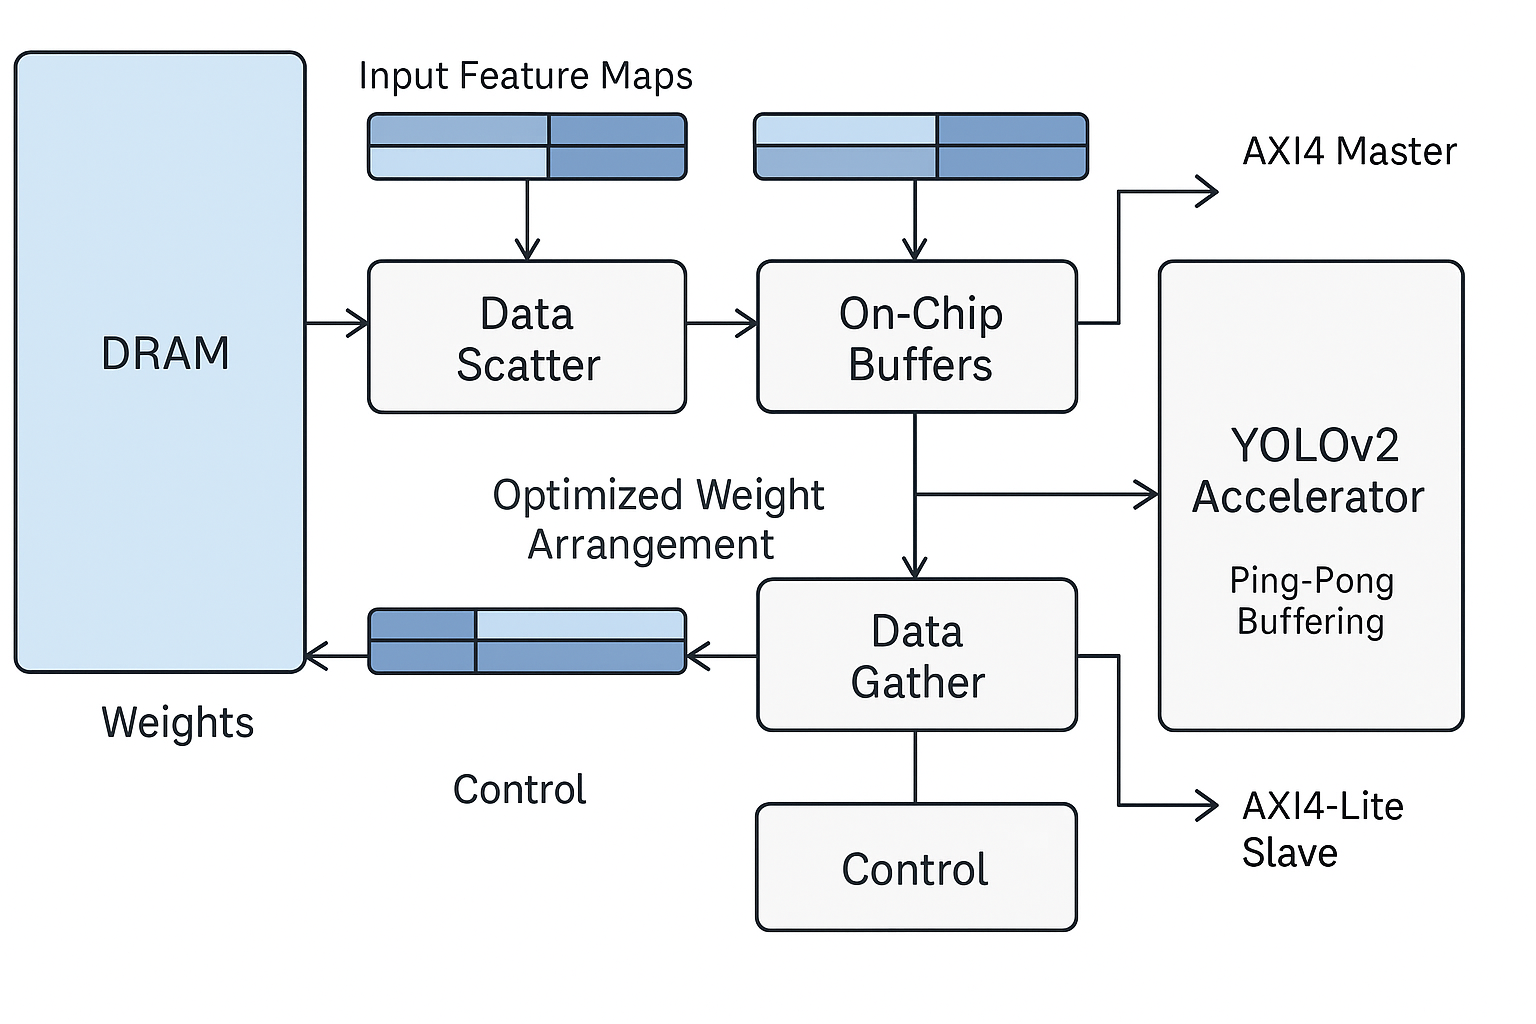 Input Feature Maps
AXI4 Master
DRAM
Data
Scatter
On-Chip
Buffers
YOLOv2
Accelerator
Ping-Pong
Buffering
Optimized Weight
Arrangement
Data
Gather
Weights
Control
Control
AXI4-Lite
Slave